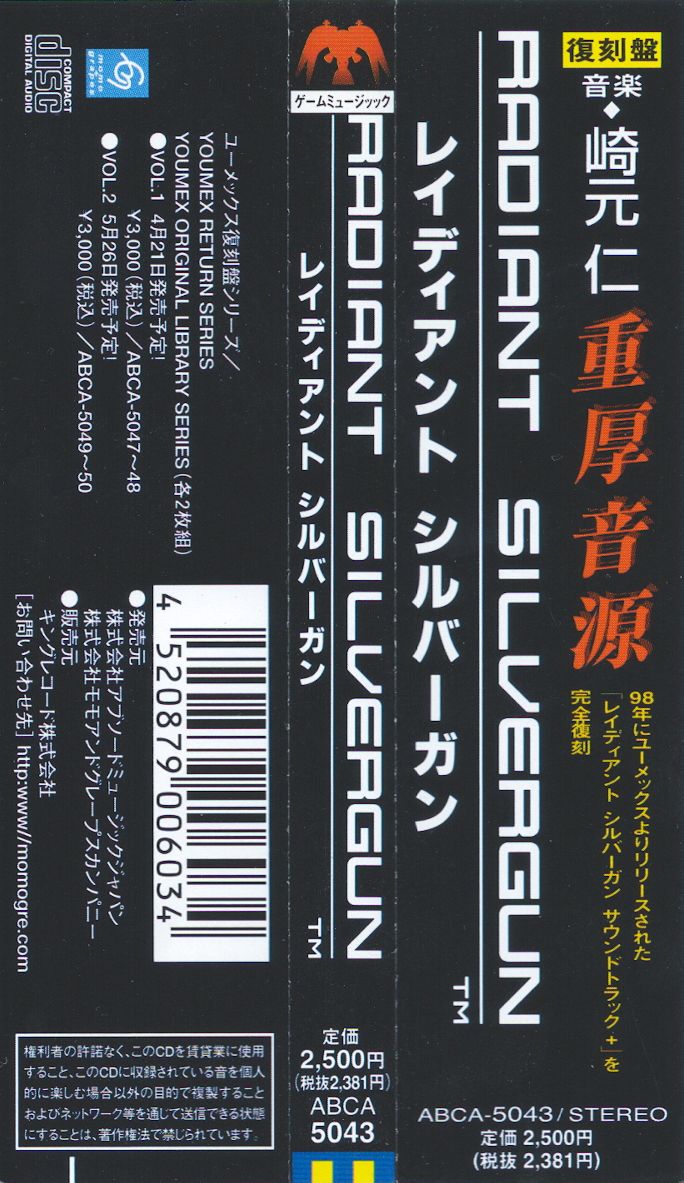 復刻盤
音楽◆崎元 仁
重厚音源
98年にユーメックスよりリリースされた
「レイディアント シルバーガン サウンドトラック+」を
完全復刻
RADIANT SILVERGUN
TM
レイディアント シルバーガン
ABCA-5043/STEREO
定価 2,500円
(税抜 2,381円)
ゲームミュージック
RADIANT SILVERGUN
TM
レイディアント シルバーガン
定価
2,500円
(税抜2,381円)
ABCA
5043
ユーメックス復刻盤シリーズ/
YOUMEX RETURN SERIES
YOUMEX ORIGINAL LIBRARY SERIES (各2枚組)
●VOL.1 4月21日発売予定!
¥3,000(税込)/ABCA-5047〜48
●VOL.2 5月26日発売予定!
¥3,000(税込)/ABCA-5049〜50
momo & grapes
COMPACT
disc
DIGITAL AUDIO
4 520879 006034
●発売元
株式会社アブソードミュージックジャパン
株式会社モモアンドグレープスカンパニー
●販売元
キングレコード株式会社
[お問い合わせ先] http:www//momogre.com
権利者の許諾なく、このCDを賃貸業に使用
すること、このCDに収録されている音を個人
的に楽しむ場合以外の目的で複製すること
およびネットワーク等を通じて送信できる状態
にすることは、著作権法で禁じられています。